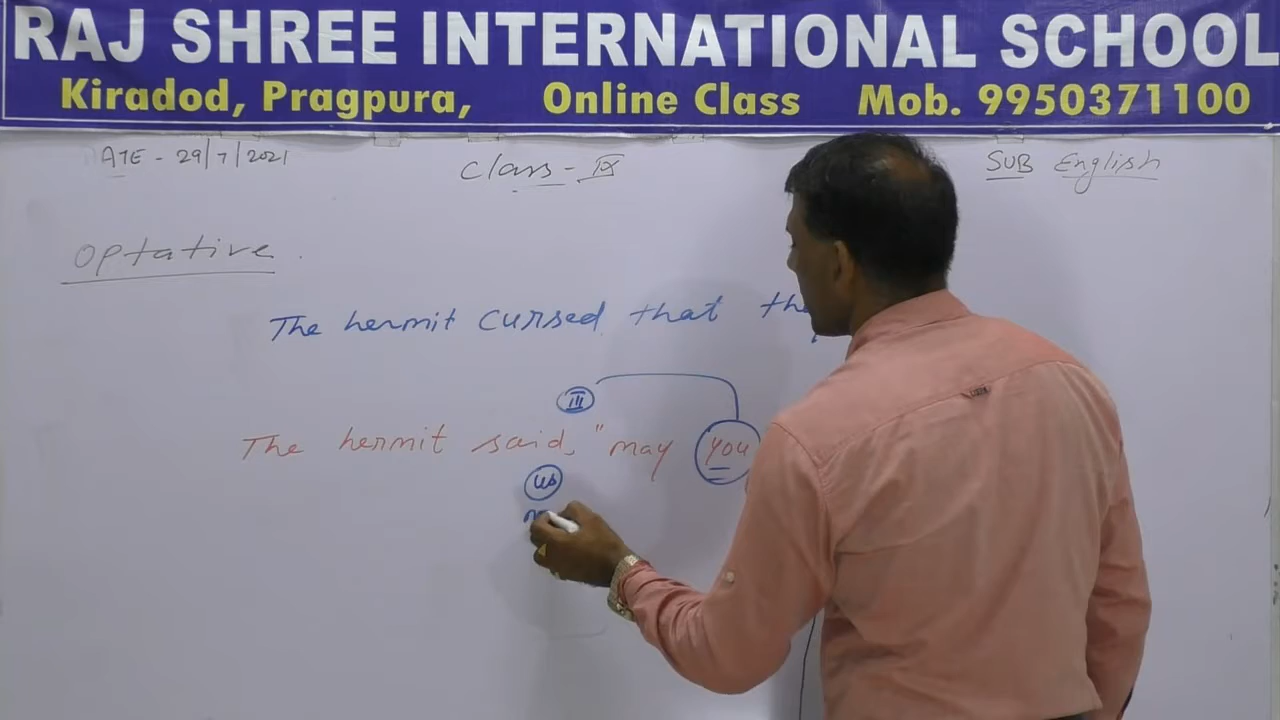 RAJ SHREE INTERNATIONAL SCHOOL
Kiradod, Pragpura, Online Class Mob. 9950371100
ATE - 29/7/2021 Class - IX SUB English
Optative
The hermit cursed that
III
The hermit said, "may you
us